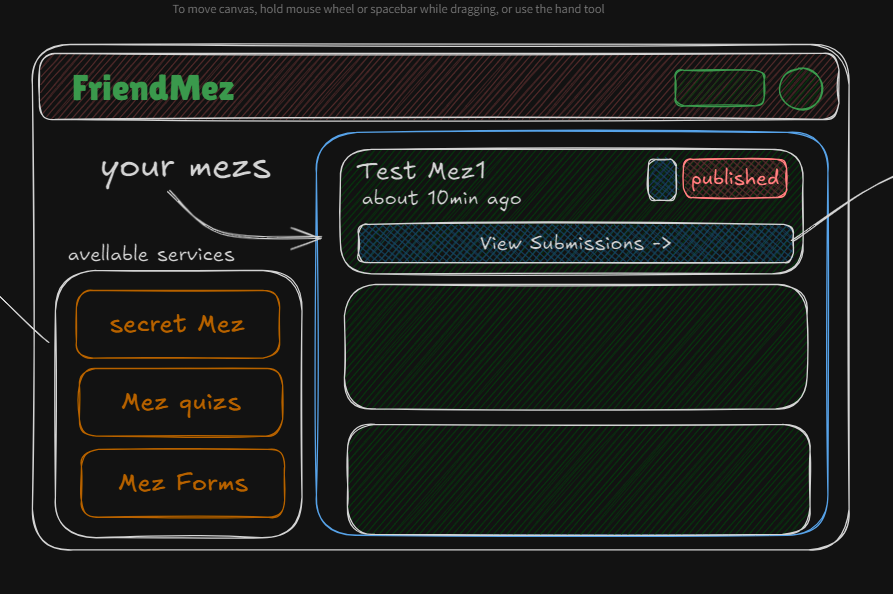 To move canvas, hold mouse wheel or spacebar while dragging, or use the hand tool
FriendMez
your mezs
avellable services
secret Mez
Mez quizs
Mez Forms
Test Mez1
published
about 10min ago
View Submissions ->